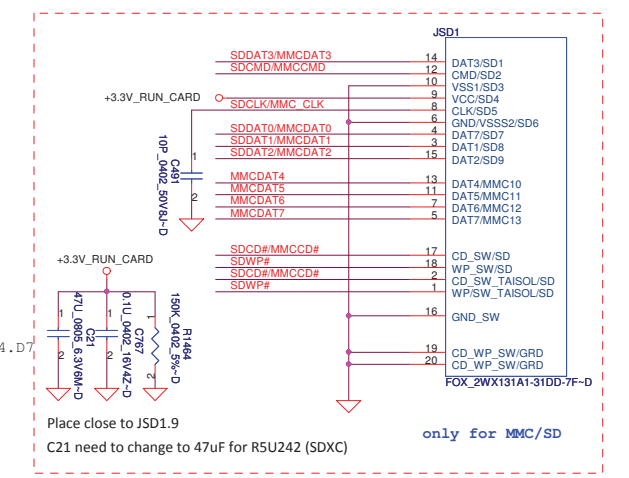 JSD1
SDDAT3/MMCDAT3 14 DAT3/SD1
SDCMD/MMCCMD 12 CMD/SD2
10 VSS1/SD3
+3.3V_RUN_CARD 9 VCC/SD4
SDCLK/MMC_CLK 8 CLK/SD5
6 GND/VSSS2/SD6
SDDAT0/MMCDAT0 4 DAT7/SD7
SDDAT1/MMCDAT1 3 DAT1/SD8
SDDAT2/MMCDAT2 15 DAT2/SD9
MMCDAT4 13 DAT4/MMC10
MMCDAT5 11 DAT5/MMC11
MMCDAT6 7 DAT6/MMC12
MMCDAT7 5 DAT7/MMC13
SDCD#/MMCCD# 17 CD_SW/SD
SDWP# 18 WP_SW/SD
SDCD#/MMCCD# 2 CD_SW_TAISOL/SD
SDWP# 1 WP/SW_TAISOL/SD
16 GND_SW
19 CD_WP_SW/GRD
20 CD_WP_SW/GRD
FOX_2WX131A1-31DD-7F~D
1
C491
10P_0402_50V8J~D
2
+3.3V_RUN_CARD
1
C21
47U_0805_6.3V6M~D
2
1
C767
0.1U_0402_16V4Z~D
2
1
R1464
150K_0402_5%~D
2
4.D7
Place close to JSD1.9
C21 need to change to 47uF for R5U242 (SDXC)
only for MMC/SD